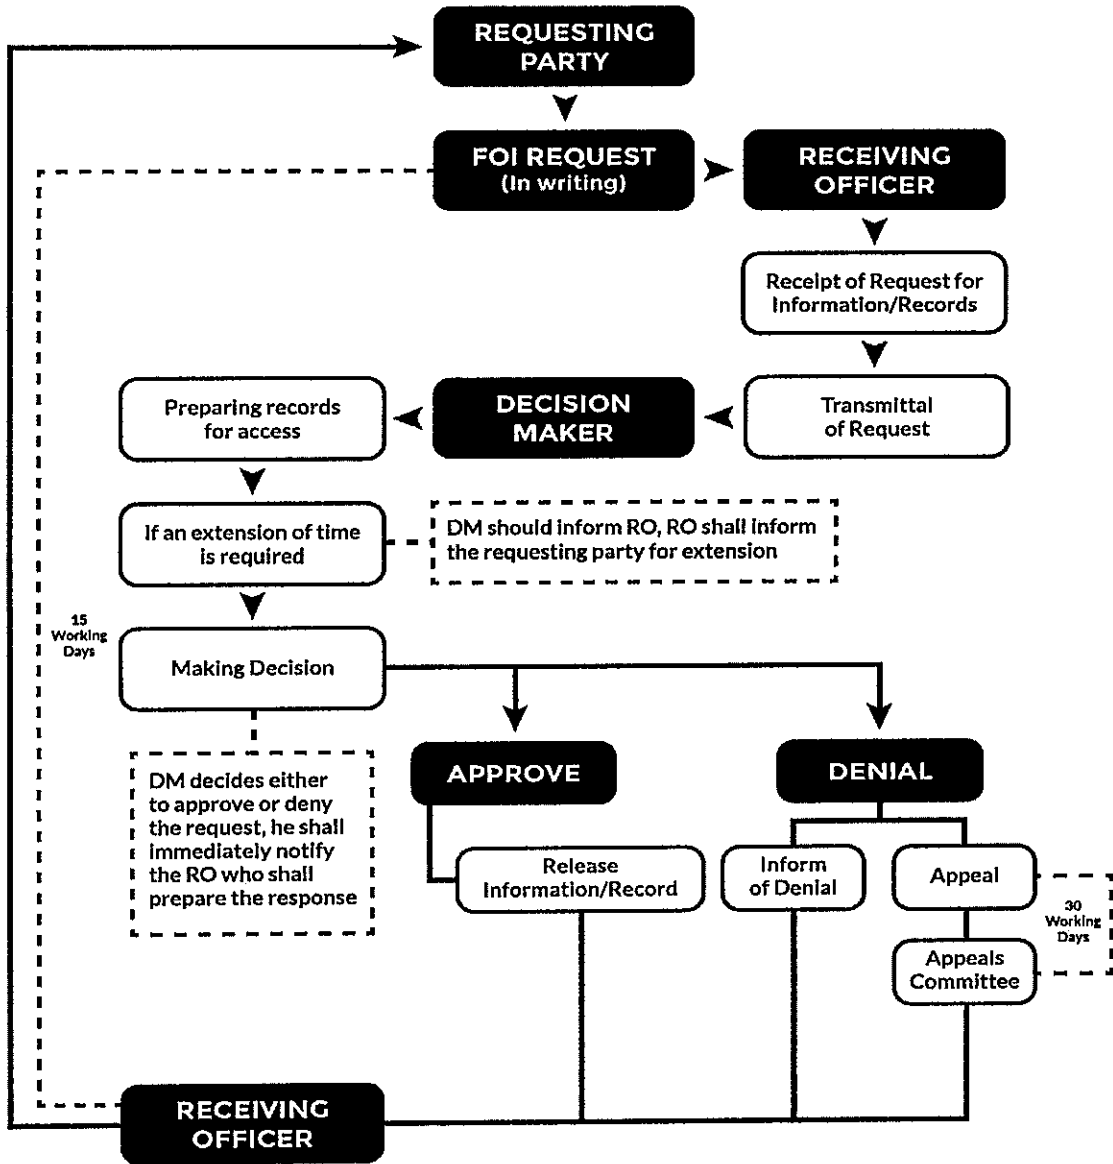 REQUESTING
PARTY
FOI REQUEST
(In writing)
RECEIVING
OFFICER
Receipt of Request for
Information/Records
Transmittal
of Request
DECISION
MAKER
Preparing records
for access
If an extension of time
is required
DM should inform RO, RO shall inform
the requesting party for extension
15
Working
Days
Making Decision
DM decides either
to approve or deny
the request, he shall
immediately notify
the RO who shall
prepare the response
APPROVE
Release
Information/Record
DENIAL
Inform
of Denial
Appeal
30
Working
Days
Appeals
Committee
RECEIVING
OFFICER